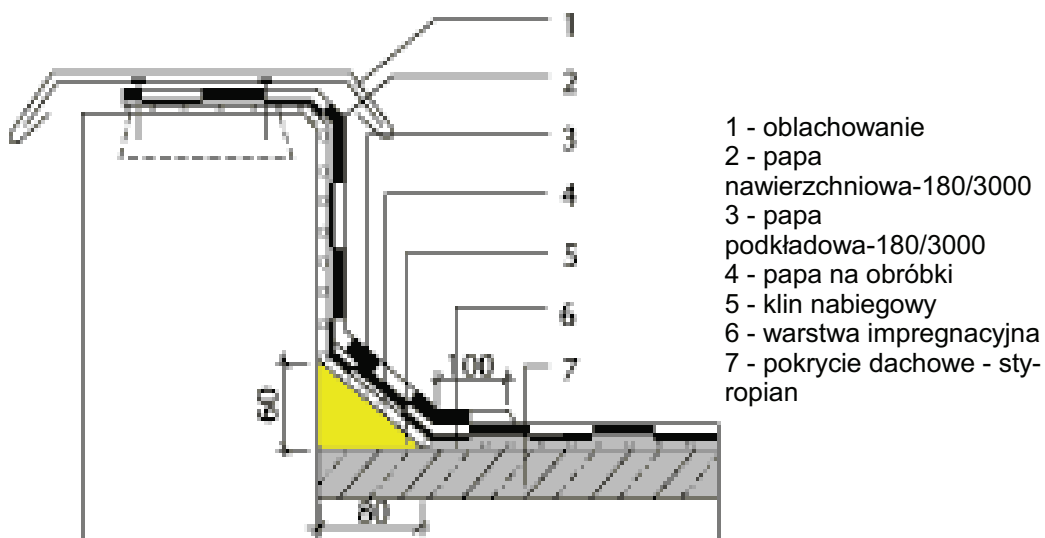 1
2
3
4
5
6
7
100
60
1 - oblachowanie
2 - papa
nawierzchniowa-180/3000
3 - papa
podkładowa-180/3000
4 - papa na obróbki
5 - klin nabiegowy
6 - warstwa impregnacyjna
7 - pokrycie dachowe - sty-
ropian